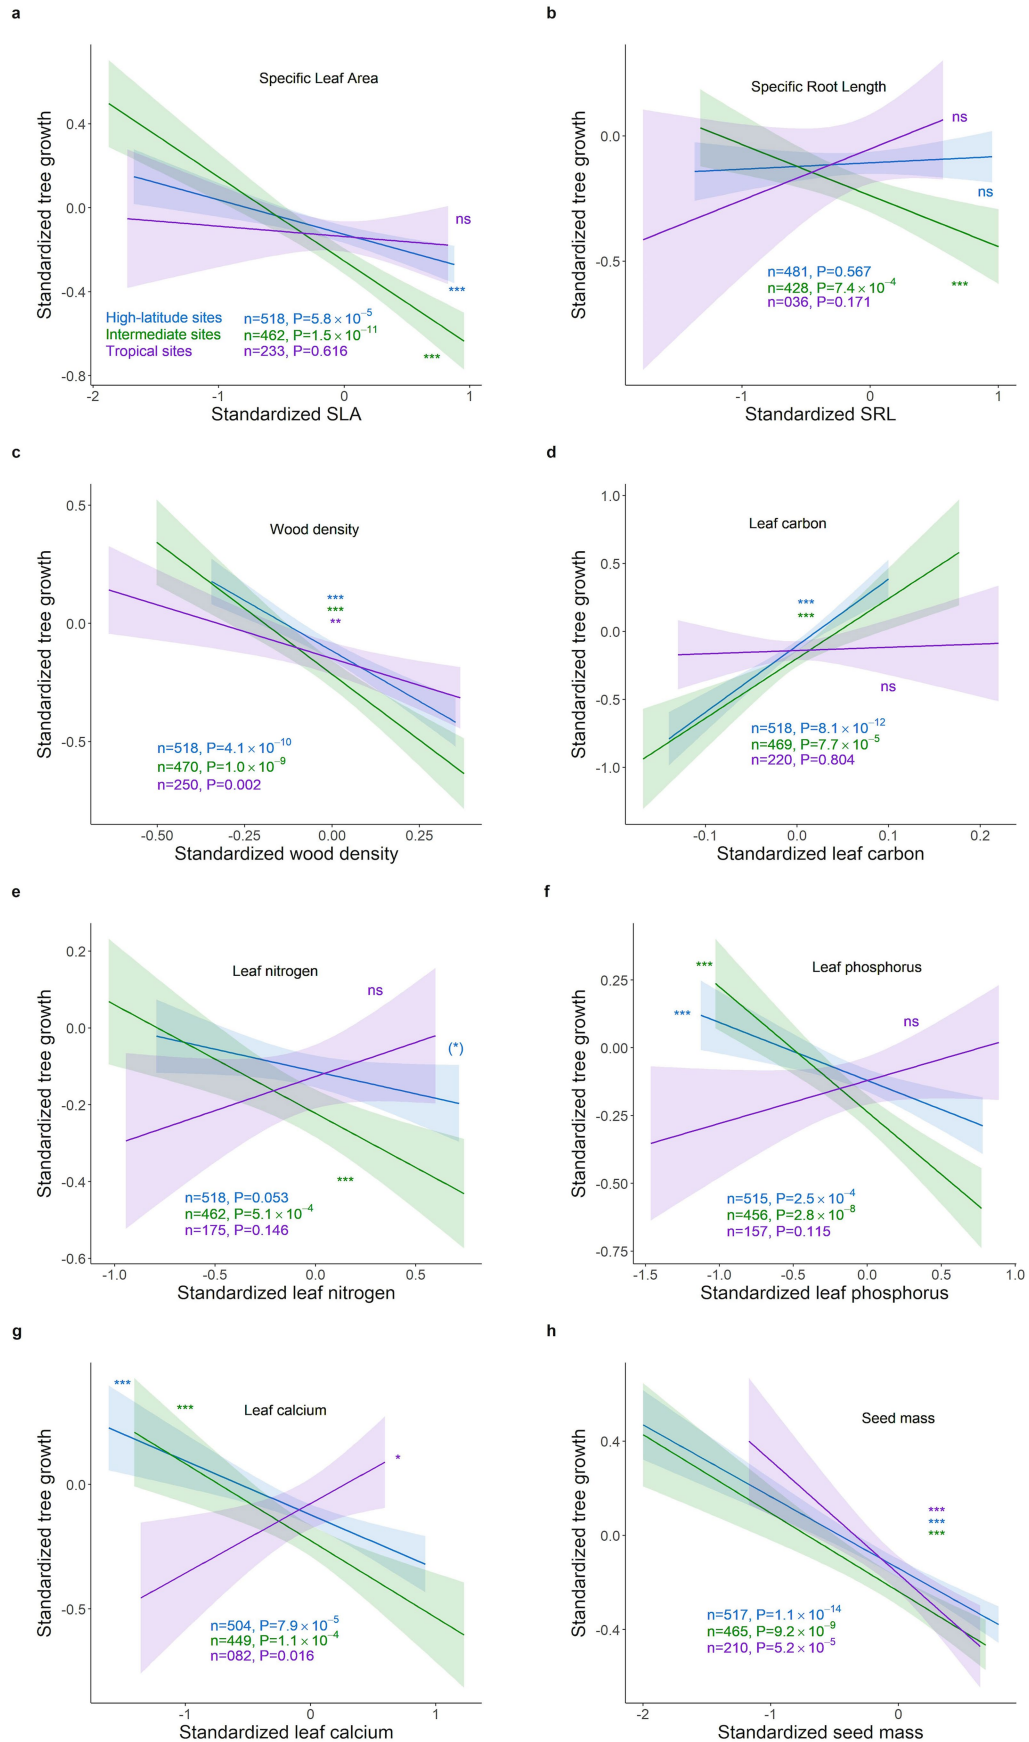 a
Specific Leaf Area
Standardized tree growth
0.4
0.0
-0.4
-0.8
ns
***
***
High-latitude sites n=518, P=5.8 × 10⁻⁵
Intermediate sites n=462, P=1.5 × 10⁻¹¹
Tropical sites n=233, P=0.616
-2 -1 0 1
Standardized SLA
b
Specific Root Length
Standardized tree growth
0.0
-0.5
ns
ns
n=481, P=0.567
n=428, P=7.4 × 10⁻⁴
n=036, P=0.171
***
-1 0 1
Standardized SRL
c
Wood density
Standardized tree growth
0.5
0.0
-0.5
***
***
**
n=518, P=4.1 × 10⁻¹⁰
n=470, P=1.0 × 10⁻⁹
n=250, P=0.002
-0.50 -0.25 0.00 0.25
Standardized wood density
d
Leaf carbon
Standardized tree growth
1.0
0.5
0.0
-0.5
-1.0
***
***
ns
n=518, P=8.1 × 10⁻¹²
n=469, P=7.7 × 10⁻⁵
n=220, P=0.804
-0.1 0.0 0.1 0.2
Standardized leaf carbon
e
Leaf nitrogen
Standardized tree growth
0.2
0.0
-0.2
-0.4
-0.6
ns
(*)
***
n=518, P=0.053
n=462, P=5.1 × 10⁻⁴
n=175, P=0.146
-1.0 -0.5 0.0 0.5
Standardized leaf nitrogen
f
Leaf phosphorus
Standardized tree growth
0.25
0.00
-0.25
-0.50
-0.75
***
***
ns
n=515, P=2.5 × 10⁻⁴
n=456, P=2.8 × 10⁻⁸
n=157, P=0.115
-1.5 -1.0 -0.5 0.0 0.5 1.0
Standardized leaf phosphorus
g
Leaf calcium
Standardized tree growth
0.0
-0.5
***
***
*
n=504, P=7.9 × 10⁻⁵
n=449, P=1.1 × 10⁻⁴
n=082, P=0.016
-1 0 1
Standardized leaf calcium
h
Seed mass
Standardized tree growth
0.4
0.0
-0.4
***
***
***
n=517, P=1.1 × 10⁻¹⁴
n=465, P=9.2 × 10⁻⁹
n=210, P=5.2 × 10⁻⁵
-2 -1 0
Standardized seed mass